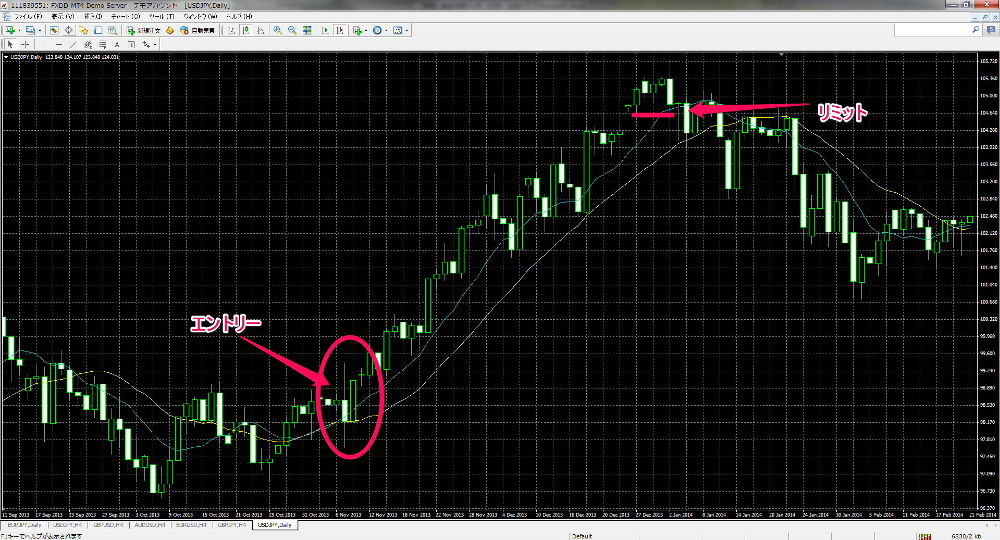 111839551: FXDD-MT4 Demo Server - デモアカウント - [USDJPY,Daily]
ファイル (F) 表示 (V) 挿入(I) チャート (C) ツール (T) ウィンドウ (W) ヘルプ (H)
新規注文 自動売買 5
A T
USDJPY,Daily 123.848 124.107 123.848 124.031
105.720
105.360
105.000
104.640
104.280
103.920
103.560
103.200
102.840
102.480
102.120
101.760
101.400
101.040
100.680
100.320
99.960
99.600
99.240
98.890
98.530
98.170
97.810
97.450
97.090
96.730
96.370
リミット
エントリー
11 Sep 2013 17 Sep 2013 23 Sep 2013 27 Sep 2013 3 Oct 2013 9 Oct 2013 15 Oct 2013 21 Oct 2013 25 Oct 2013 31 Oct 2013 6 Nov 2013 12 Nov 2013 18 Nov 2013 22 Nov 2013 28 Nov 2013 4 Dec 2013 10 Dec 2013 16 Dec 2013 20 Dec 2013 27 Dec 2013 2 Jan 2014 8 Jan 2014 14 Jan 2014 20 Jan 2014 24 Jan 2014 30 Jan 2014 5 Feb 2014 11 Feb 2014 17 Feb 2014 21 Feb 2014
EURJPY,Daily USDJPY,H4 GBPUSD,H4 AUDUSD,H4 EURUSD,H4 GBPJPY,H4 USDJPY,Daily
F1キーでヘルプが表示されます Default 6830/2 kb